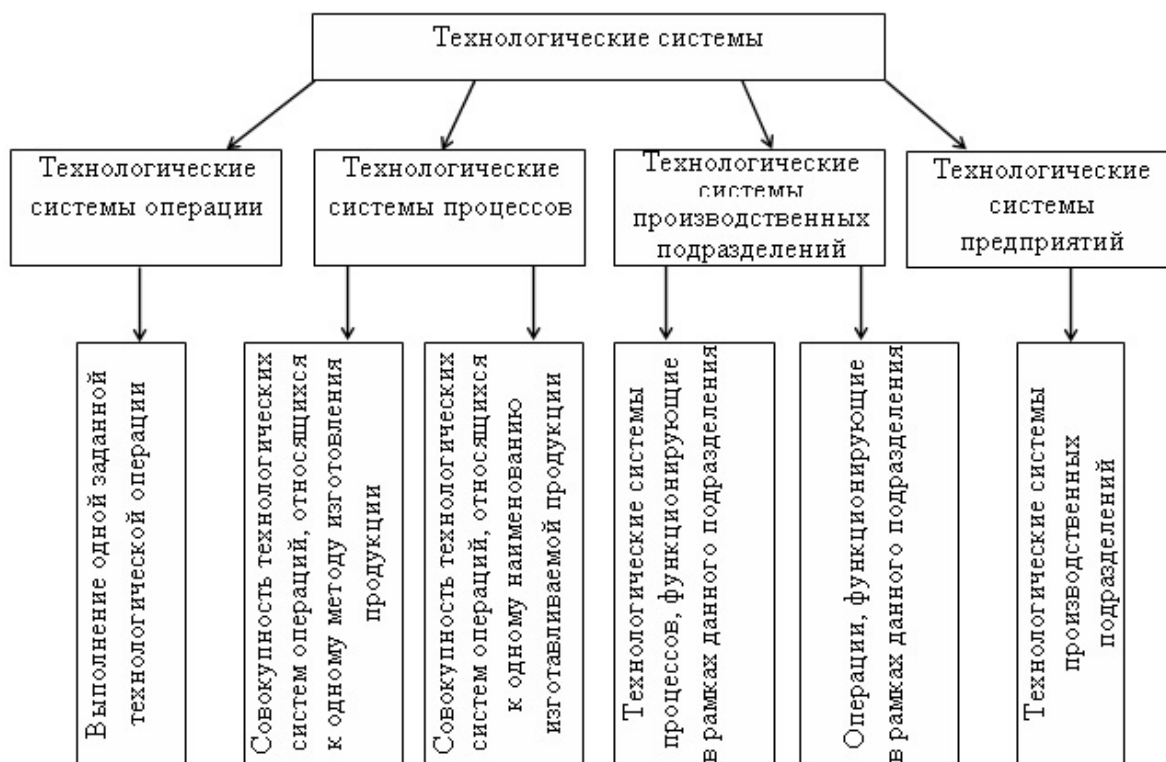 Технологические системы
Технологические
системы операции
Технологические
системы процессов
Технологические
системы
производственных
подразделений
Технологические
системы
предприятий
Выполнение одной заданной
технологической операции
Совокупность технологических
систем операций, относящихся
к одному методу изготовления
продукции
Совокупность технологических
систем операций, относящихся
к одному наименованию
изготавливаемой продукции
Технологические системы
процессов, функционирующие
в рамках данного подразделения
Операции, функционирующие
в рамках данного подразделения
Технологические системы
производственных
подразделений